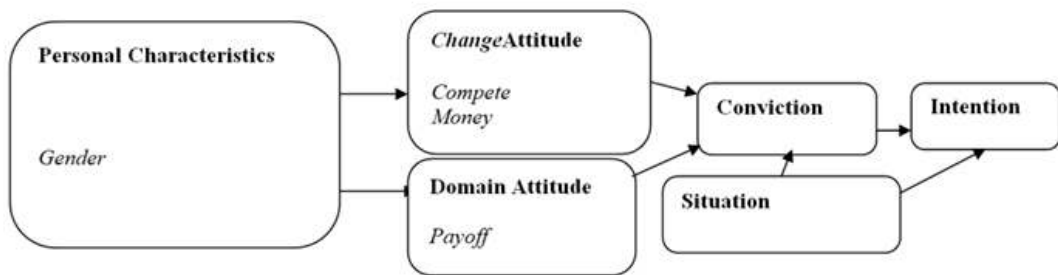 Personal Characteristics
Gender
ChangeAttitude
Compete
Money
Domain Attitude
Payoff
Conviction
Intention
Situation